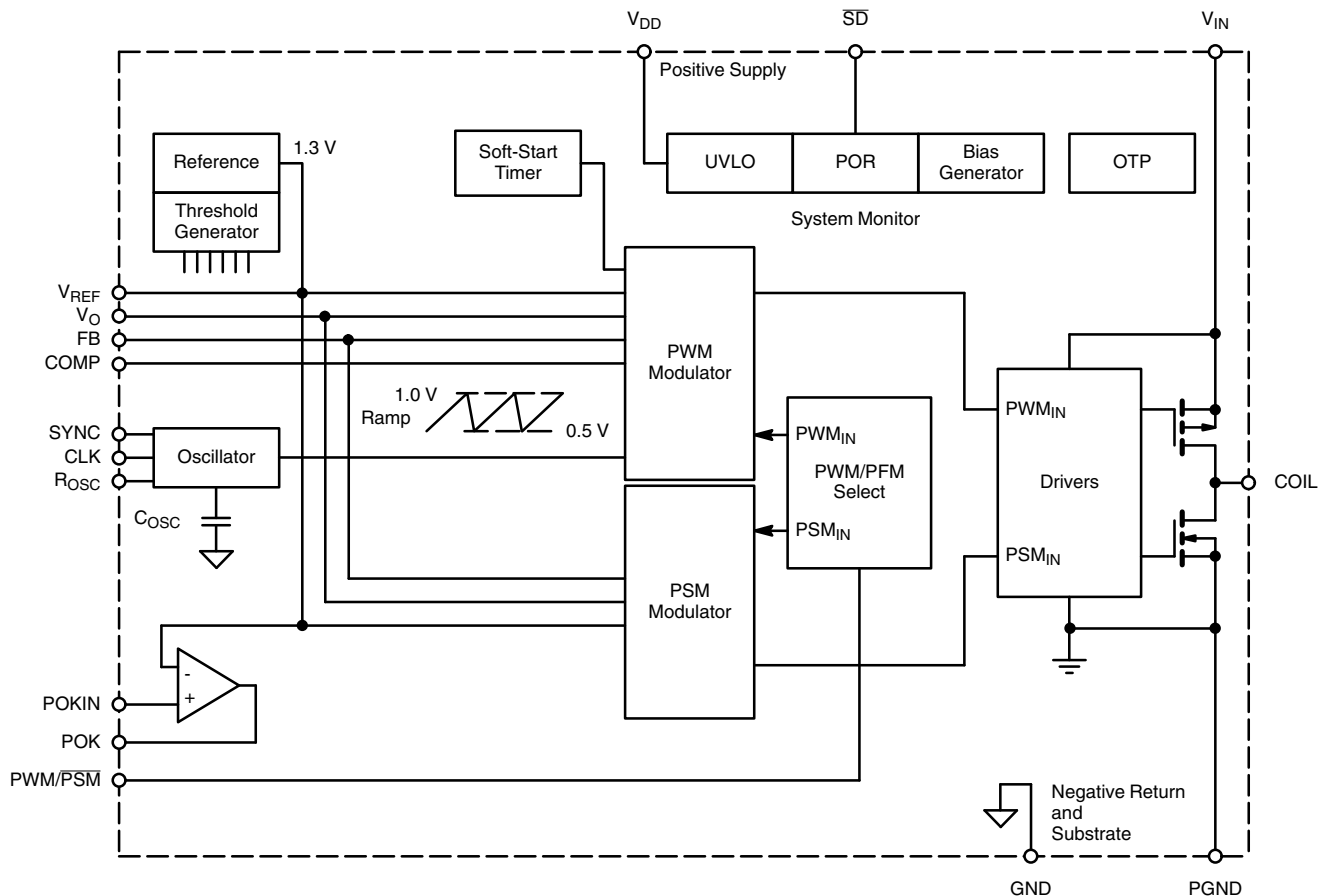 V_DD
S̅D̅
V_IN
Positive Supply
Reference
1.3 V
Threshold
Generator
Soft-Start
Timer
UVLO
POR
Bias
Generator
OTP
System Monitor
V_REF
V_O
FB
COMP
1.0 V
Ramp
0.5 V
PWM
Modulator
SYNC
CLK
R_OSC
Oscillator
C_OSC
PWM_IN
PWM/PFM
Select
PSM_IN
PWM_IN
Drivers
PSM_IN
COIL
PSM
Modulator
-
+
POKIN
POK
PWM/P̅S̅M̅
Negative Return
and
Substrate
GND
PGND